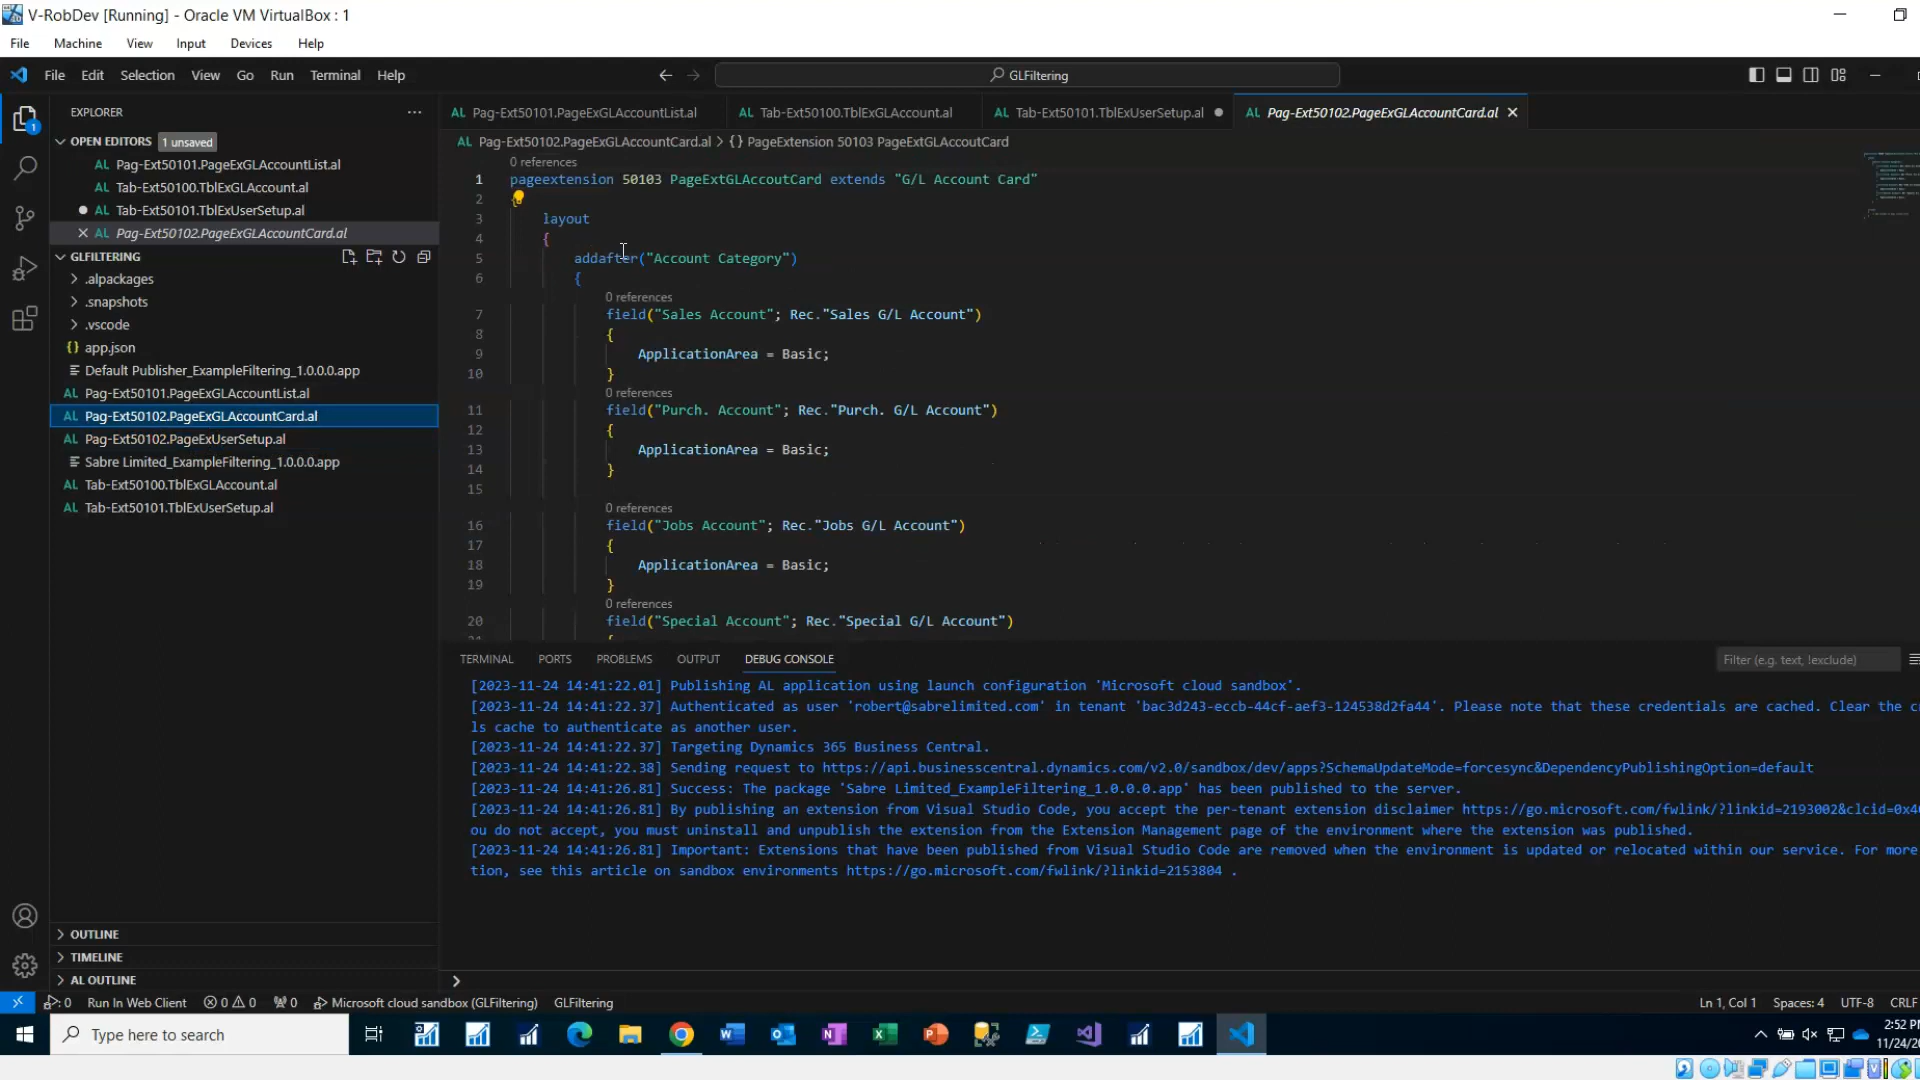 V-RobDev [Running] - Oracle VM VirtualBox : 1
File Machine View Input Devices Help
File Edit Selection View Go Run Terminal Help
GLFiltering
EXPLORER
OPEN EDITORS 1 unsaved
AL Pag-Ext50101.PageExGLAccountList.al
AL Tab-Ext50100.TblExGLAccount.al
AL Tab-Ext50101.TblExUserSetup.al
AL Pag-Ext50102.PageExGLAccountCard.al
GLFILTERING
.alpackages
.snapshots
.vscode
{} app.json
Default Publisher_ExampleFiltering_1.0.0.0.app
AL Pag-Ext50101.PageExGLAccountList.al
AL Pag-Ext50102.PageExGLAccountCard.al
AL Pag-Ext50102.PageExUserSetup.al
Sabre Limited_ExampleFiltering_1.0.0.0.app
AL Tab-Ext50100.TblExGLAccount.al
AL Tab-Ext50101.TblExUserSetup.al
OUTLINE
TIMELINE
AL OUTLINE
AL Pag-Ext50101.PageExGLAccountList.al AL Tab-Ext50100.TblExGLAccount.al AL Tab-Ext50101.TblExUserSetup.al AL Pag-Ext50102.PageExGLAccountCard.al
AL Pag-Ext50102.PageExGLAccountCard.al > {} PageExtension 50103 PageExtGLAccoutCard
0 references
1 pageextension 50103 PageExtGLAccoutCard extends "G/L Account Card"
2 {
3 layout
4 {
5 addafter("Account Category")
6 {
0 references
7 field("Sales Account"; Rec."Sales G/L Account")
8 {
9 ApplicationArea = Basic;
10 }
0 references
11 field("Purch. Account"; Rec."Purch. G/L Account")
12 {
13 ApplicationArea = Basic;
14 }
15
0 references
16 field("Jobs Account"; Rec."Jobs G/L Account")
17 {
18 ApplicationArea = Basic;
19 }
0 references
20 field("Special Account"; Rec."Special G/L Account")
21 {
TERMINAL PORTS PROBLEMS OUTPUT DEBUG CONSOLE Filter (e.g. text, !exclude)
[2023-11-24 14:41:22.01] Publishing AL application using launch configuration 'Microsoft cloud sandbox'.
[2023-11-24 14:41:22.37] Authenticated as user 'robert@sabrelimited.com' in tenant 'bac3d243-eccb-44cf-aef3-124538d2fa44'. Please note that these credentials are cached. Clear the cr
ls cache to authenticate as another user.
[2023-11-24 14:41:22.37] Targeting Dynamics 365 Business Central.
[2023-11-24 14:41:22.38] Sending request to https://api.businesscentral.dynamics.com/v2.0/sandbox/dev/apps?SchemaUpdateMode=forcesync&DependencyPublishingOption=default
[2023-11-24 14:41:26.81] Success: The package 'Sabre Limited_ExampleFiltering_1.0.0.0.app' has been published to the server.
[2023-11-24 14:41:26.81] By publishing an extension from Visual Studio Code, you accept the per-tenant extension disclaimer https://go.microsoft.com/fwlink/?linkid=2193002&clcid=0x4
ou do not accept, you must uninstall and unpublish the extension from the Extension Management page of the environment where the extension was published.
[2023-11-24 14:41:26.81] Important: Extensions that have been published from Visual Studio Code are removed when the environment is updated or relocated within our service. For more
tion, see this article on sandbox environments https://go.microsoft.com/fwlink/?linkid=2153804 .
0 Run In Web Client 0 0 0 Microsoft cloud sandbox (GLFiltering) GLFiltering Ln 1, Col 1 Spaces: 4 UTF-8 CRLF
Type here to search
2:52 PM
11/24/20